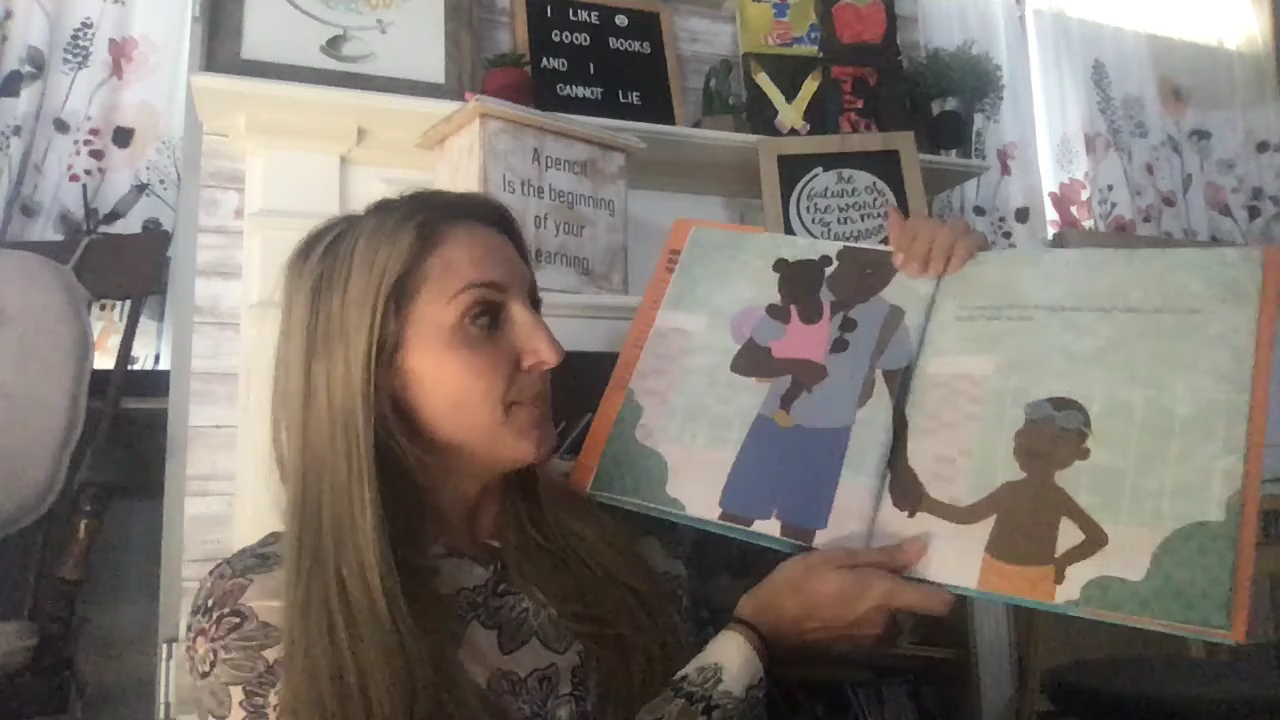 I LIKE
GOOD BOOKS
AND I
CANNOT LIE
A pencil
Is the beginning
of your
learning
The
future of
the world
is in my
classroom